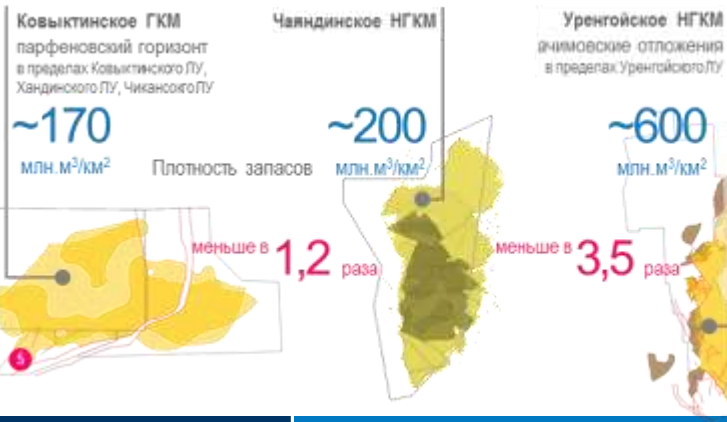 Ковыктинское ГКМ
парфеновский горизонт
в пределах Ковыктинского ЛУ,
Хандинского ЛУ, Чиканского ЛУ
~170
млн.м³/км²
Плотность запасов
Чаяндинское НГКМ
~200
млн.м³/км²
Уренгойское НГКМ
ачимовские отложения
в пределах Уренгойского ЛУ
~600
млн.м³/км²
меньше в 1,2 раза
меньше в 3,5 раза
5